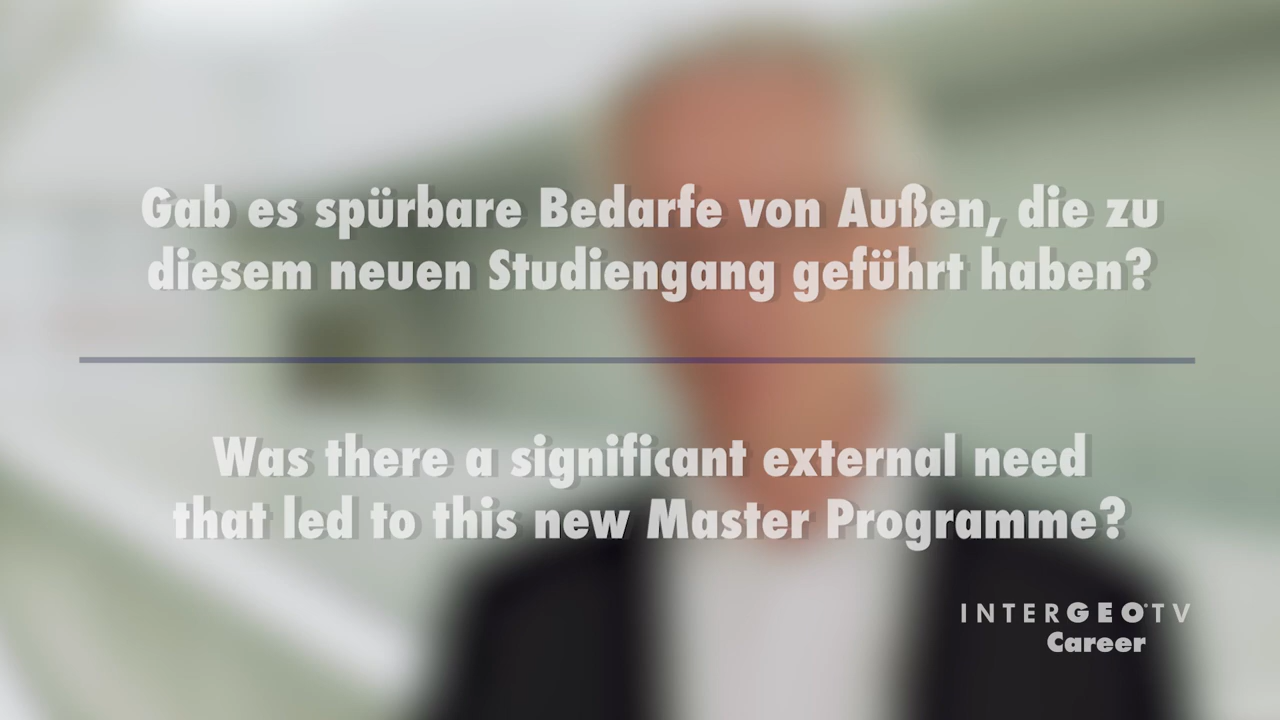 Gab es spürbare Bedarfe von Außen, die zu
diesem neuen Studiengang geführt haben?
Was there a significant external need
that led to this new Master Programme?
INTERGEO TV
Career